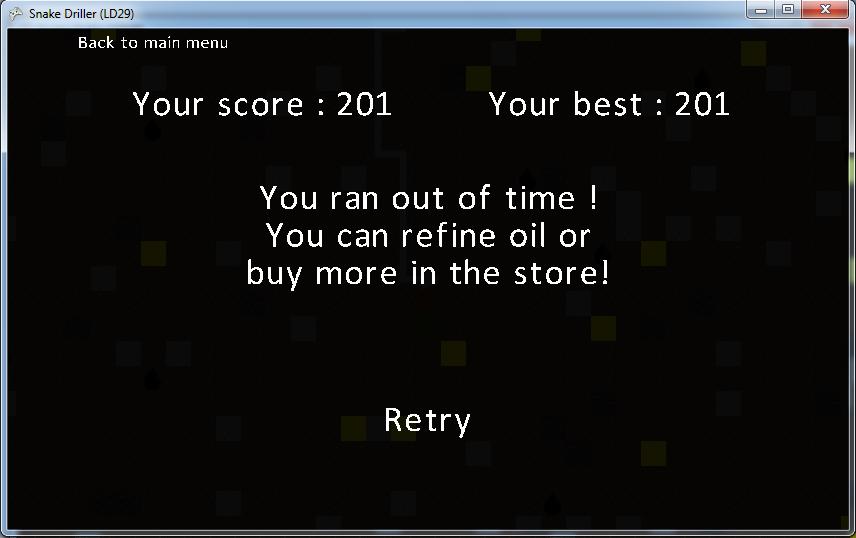 Snake Driller (LD29)
Back to main menu
Your score : 201 Your best : 201
You ran out of time !
You can refine oil or
buy more in the store!
Retry